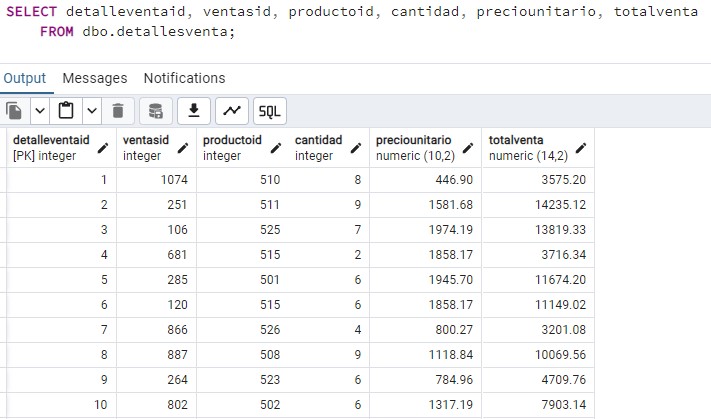 SELECT detalleventaid, ventasid, productoid, cantidad, preciounitario, totalventa
FROM dbo.detallesventa;
Output Messages Notifications
SQL
detalleventaid ventasid productoid cantidad preciounitario totalventa
[PK] integer integer integer integer numeric (10,2) numeric (14,2)
1 1074 510 8 446.90 3575.20
2 251 511 9 1581.68 14235.12
3 106 525 7 1974.19 13819.33
4 681 515 2 1858.17 3716.34
5 285 501 6 1945.70 11674.20
6 120 515 6 1858.17 11149.02
7 866 526 4 800.27 3201.08
8 887 508 9 1118.84 10069.56
9 264 523 6 784.96 4709.76
10 802 502 6 1317.19 7903.14